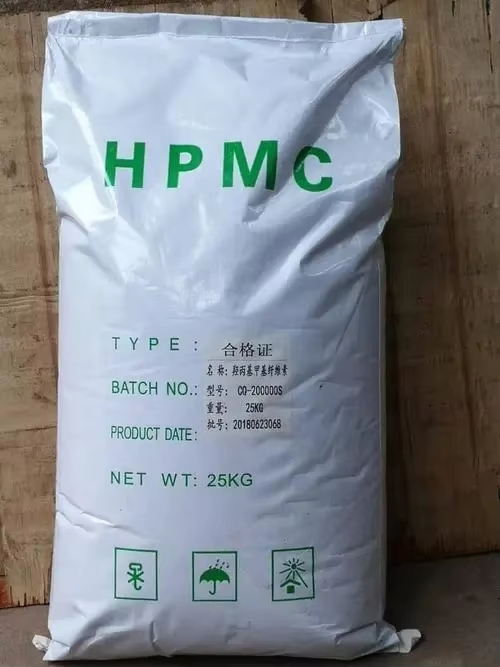 HPMC
TYPE:
合格证
名 称:羟丙基甲基纤维素
BATCH NO.:
型号: CQ-200000S
重量: 25KG
PRODUCT DATE:
批号: 20180623068
NET WT: 25KG